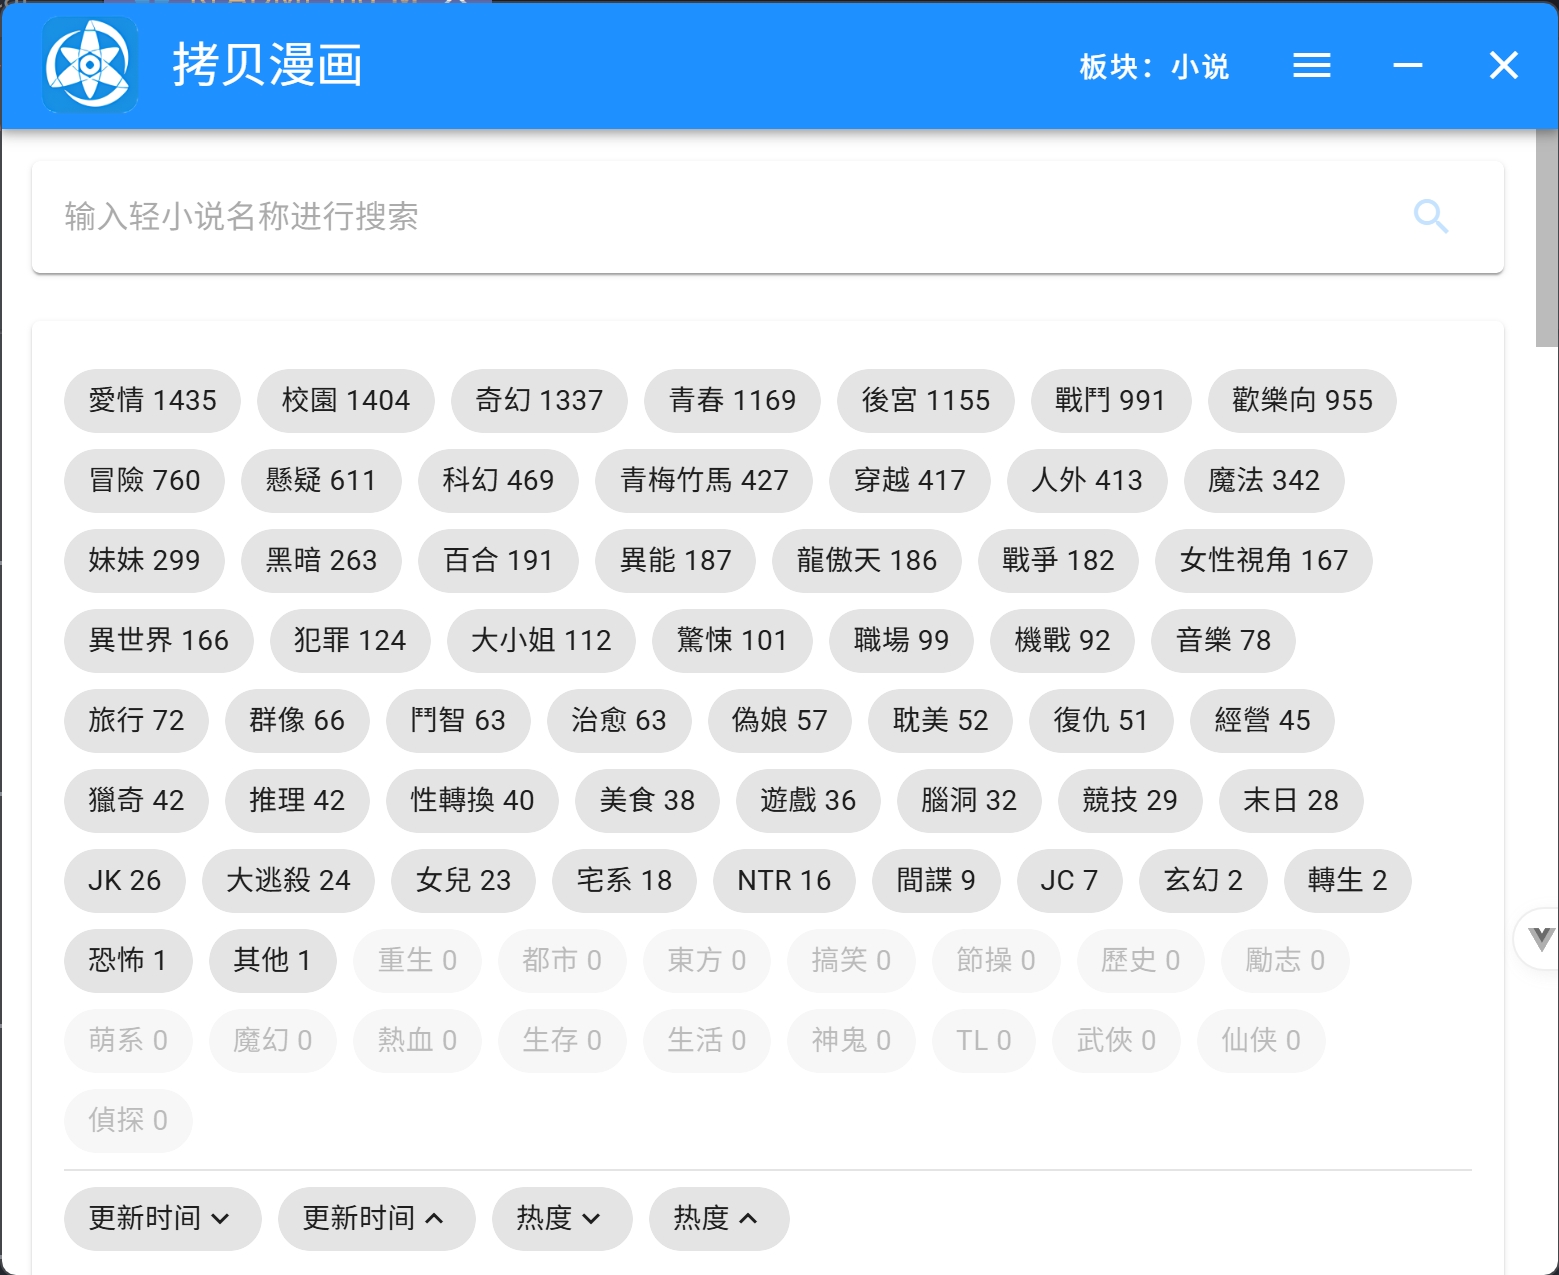 拷贝漫画
板块：小说
输入轻小说名称进行搜索
愛情 1435 校園 1404 奇幻 1337 青春 1169 後宮 1155 戰鬥 991 歡樂向 955
冒險 760 懸疑 611 科幻 469 青梅竹馬 427 穿越 417 人外 413 魔法 342
妹妹 299 黑暗 263 百合 191 異能 187 龍傲天 186 戰爭 182 女性視角 167
異世界 166 犯罪 124 大小姐 112 驚悚 101 職場 99 機戰 92 音樂 78
旅行 72 群像 66 鬥智 63 治愈 63 偽娘 57 耽美 52 復仇 51 經營 45
獵奇 42 推理 42 性轉換 40 美食 38 遊戲 36 腦洞 32 競技 29 末日 28
JK 26 大逃殺 24 女兒 23 宅系 18 NTR 16 間諜 9 JC 7 玄幻 2 轉生 2
恐怖 1 其他 1 重生 0 都市 0 東方 0 搞笑 0 節操 0 歷史 0 勵志 0
萌系 0 魔幻 0 熱血 0 生存 0 生活 0 神鬼 0 TL 0 武俠 0 仙侠 0
偵探 0
更新时间 更新时间 热度 热度